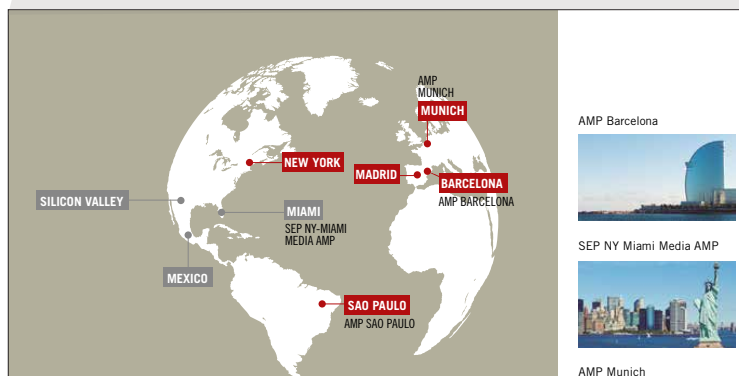 AMP
MUNICH
MUNICH
NEW YORK
MADRID
BARCELONA
AMP BARCELONA
SILICON VALLEY
MIAMI
SEP NY-MIAMI
MEDIA AMP
MEXICO
SAO PAULO
AMP SAO PAULO
AMP Barcelona
SEP NY Miami Media AMP
AMP Munich